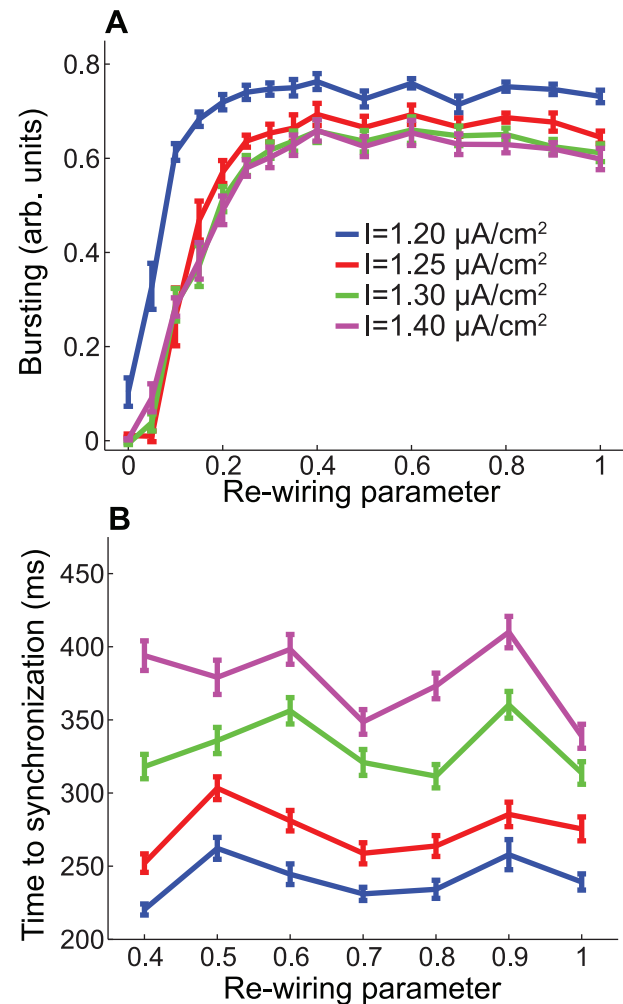 A
Bursting (arb. units)
0.8
0.6
0.4
0.2
0
I=1.20 µA/cm²
I=1.25 µA/cm²
I=1.30 µA/cm²
I=1.40 µA/cm²
0 0.2 0.4 0.6 0.8 1
Re-wiring parameter
B
Time to synchronization (ms)
450
400
350
300
250
200
0.4 0.5 0.6 0.7 0.8 0.9 1
Re-wiring parameter